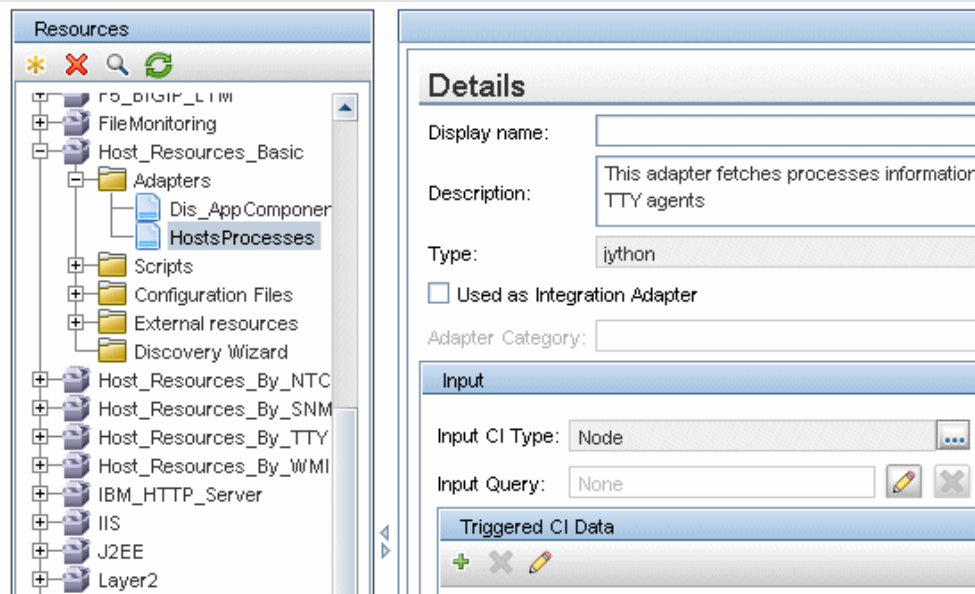 Resources
F5_BIGIP_LTM
FileMonitoring
Host_Resources_Basic
Adapters
Dis_AppComponen
HostsProcesses
Scripts
Configuration Files
External resources
Discovery Wizard
Host_Resources_By_NTC
Host_Resources_By_SNM
Host_Resources_By_TTY
Host_Resources_By_WMI
IBM_HTTP_Server
IIS
J2EE
Layer2
Details
Display name:
Description:
This adapter fetches processes information
TTY agents
Type:
jython
Used as Integration Adapter
Adapter Category:
Input
Input CI Type:
Node
...
Input Query:
None
Triggered CI Data